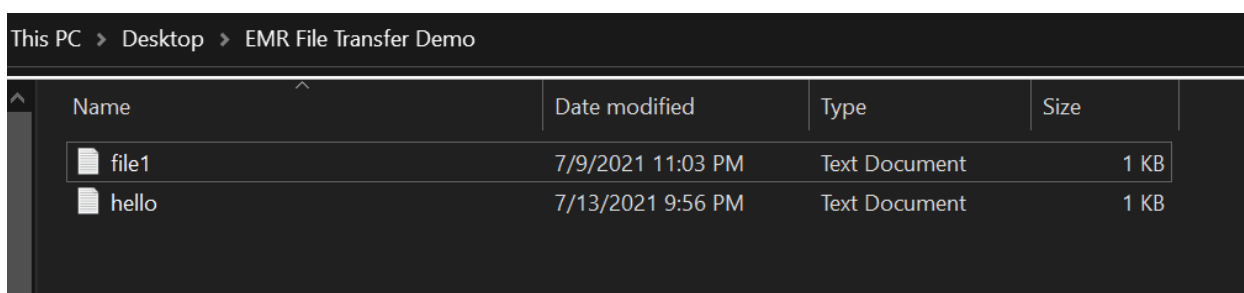 This PC > Desktop > EMR File Transfer Demo
Name Date modified Type Size
file1 7/9/2021 11:03 PM Text Document 1 KB
hello 7/13/2021 9:56 PM Text Document 1 KB